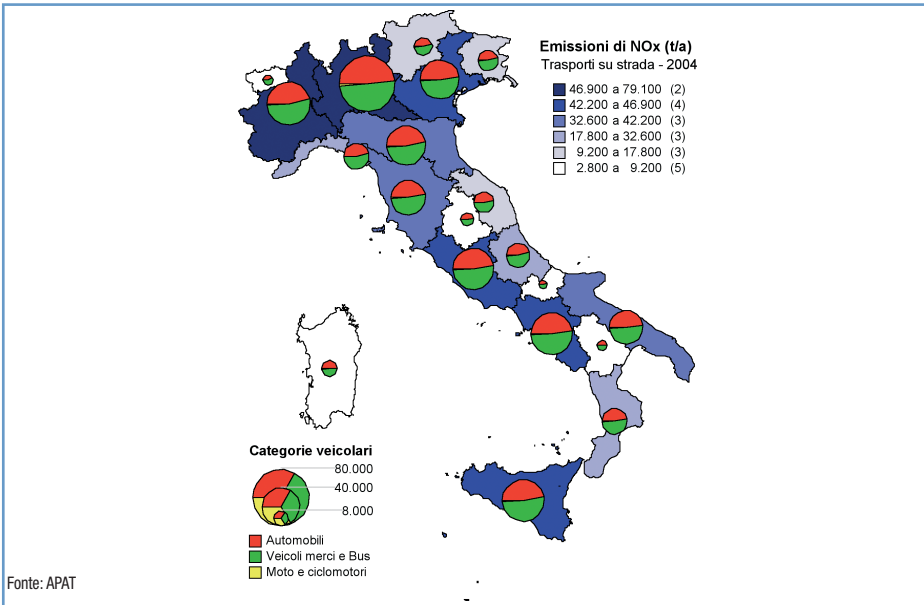 Emissioni di NOx (t/a)
Trasporti su strada - 2004
46.900 a 79.100 (2)
42.200 a 46.900 (4)
32.600 a 42.200 (3)
17.800 a 32.600 (3)
9.200 a 17.800 (3)
2.800 a 9.200 (5)
Categorie veicolari
80.000
40.000
8.000
Automobili
Veicoli merci e Bus
Moto e ciclomotori
Fonte: APAT